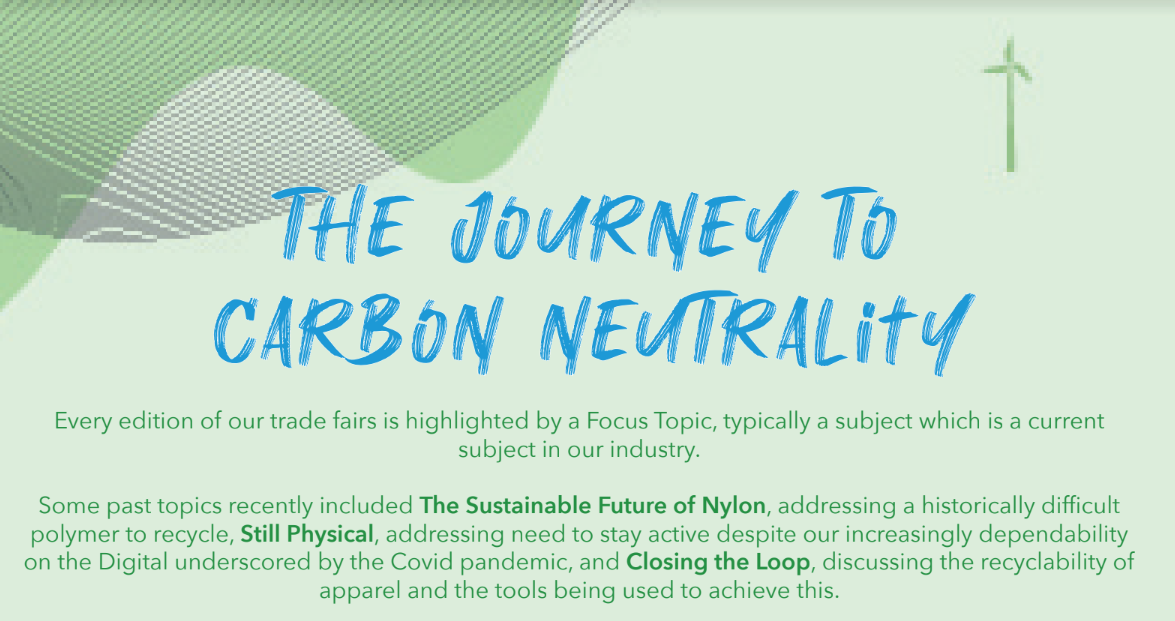 THE JOURNEY TO
CARBON NEUTRALiTY
Every edition of our trade fairs is highlighted by a Focus Topic, typically a subject which is a current
subject in our industry.
Some past topics recently included The Sustainable Future of Nylon, addressing a historically difficult
polymer to recycle, Still Physical, addressing need to stay active despite our increasingly dependability
on the Digital underscored by the Covid pandemic, and Closing the Loop, discussing the recyclability of
apparel and the tools being used to achieve this.